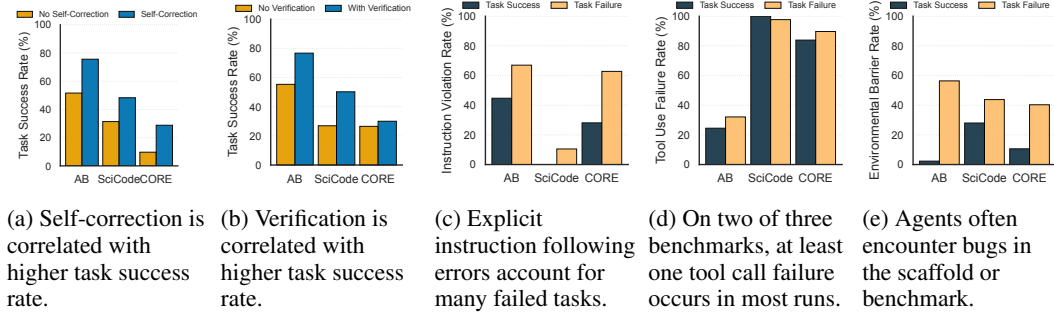 No Self-Correction Self-Correction
Task Success Rate (%)
100
80
60
40
20
0
AB SciCode CORE
(a) Self-correction is
correlated with
higher task success
rate.
No Verification With Verification
Task Success Rate (%)
100
80
60
40
20
0
AB SciCode CORE
(b) Verification is
correlated with
higher task success
rate.
Task Success Task Failure
Instruction Violation Rate (%)
100
80
60
40
20
0
AB SciCode CORE
(c) Explicit
instruction following
errors account for
many failed tasks.
Task Success Task Failure
Tool Use Failure Rate (%)
100
80
60
40
20
0
AB SciCode CORE
(d) On two of three
benchmarks, at least
one tool call failure
occurs in most runs.
Task Success Task Failure
Environmental Barrier Rate (%)
100
80
60
40
20
0
AB SciCode CORE
(e) Agents often
encounter bugs in
the scaffold or
benchmark.